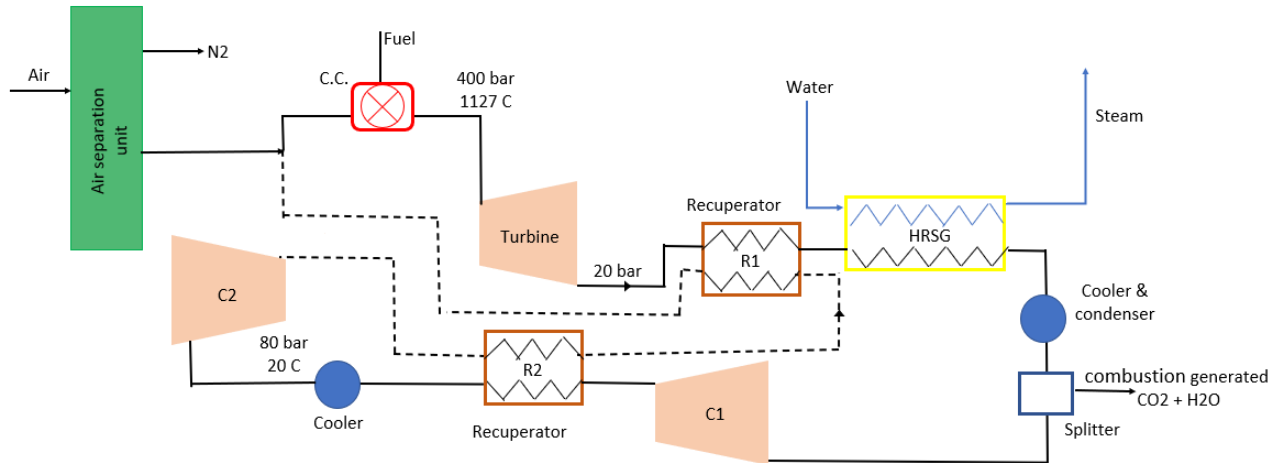 Fuel
N2
Air
C.C.
400 bar
1127 C
Water
Steam
Air separation
unit
Recuperator
Turbine
R1
HRSG
20 bar
C2
Cooler &
condenser
80 bar
20 C
R2
C1
combustion generated
CO2 + H2O
Cooler
Recuperator
Splitter